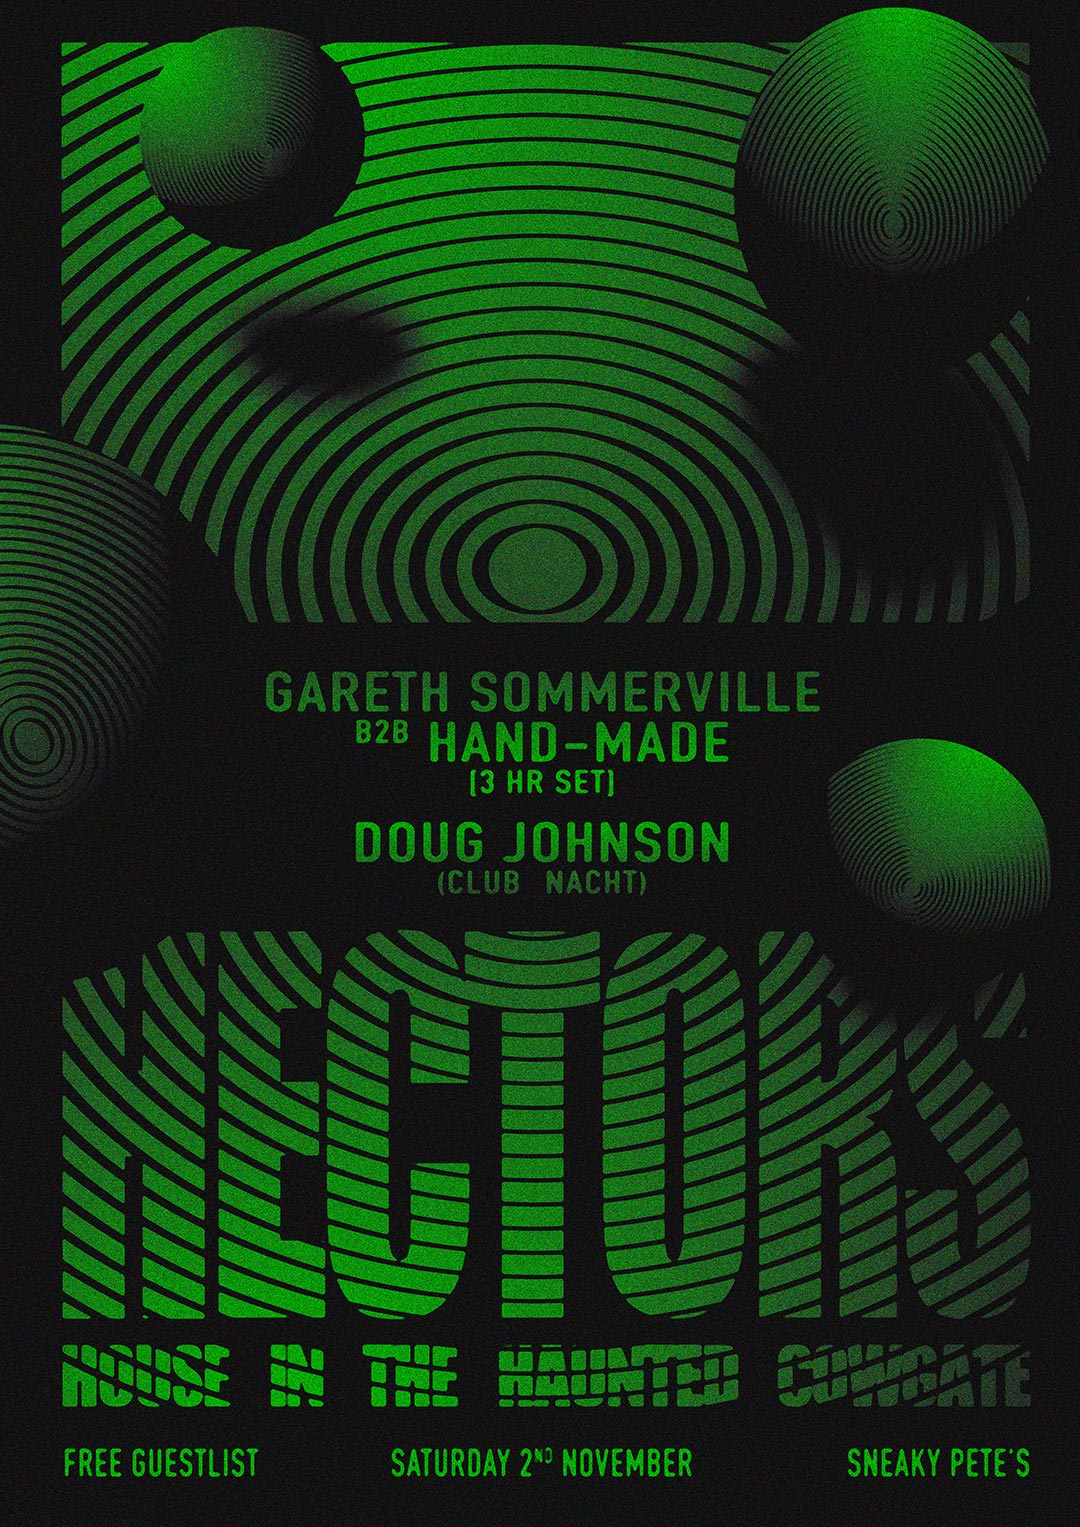 GARETH SOMMERVILLE
B2B HAND-MADE
[3 HR SET]
DOUG JOHNSON
(CLUB NACHT)
HECTORS
HOUSE IN THE HAUNTED COWGATE
FREE GUESTLIST SATURDAY 2ND NOVEMBER SNEAKY PETE'S